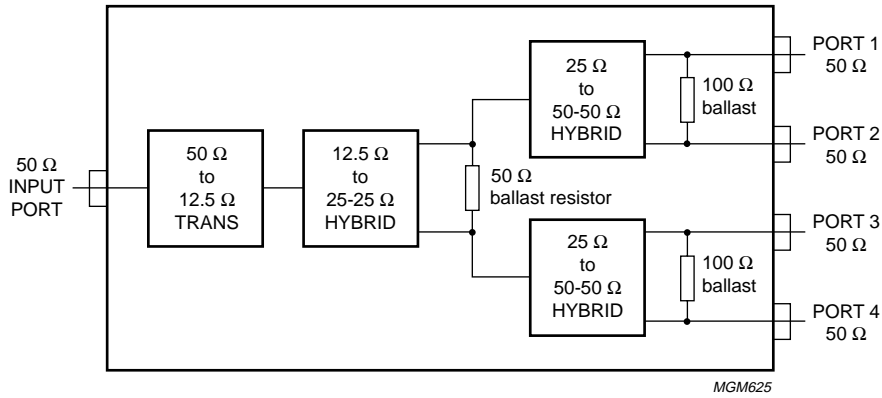 50 Ω
INPUT
PORT
50 Ω
to
12.5 Ω
TRANS
12.5 Ω
to
25-25 Ω
HYBRID
50 Ω
ballast resistor
25 Ω
to
50-50 Ω
HYBRID
100 Ω
ballast
PORT 1
50 Ω
PORT 2
50 Ω
25 Ω
to
50-50 Ω
HYBRID
100 Ω
ballast
PORT 3
50 Ω
PORT 4
50 Ω
MGM625